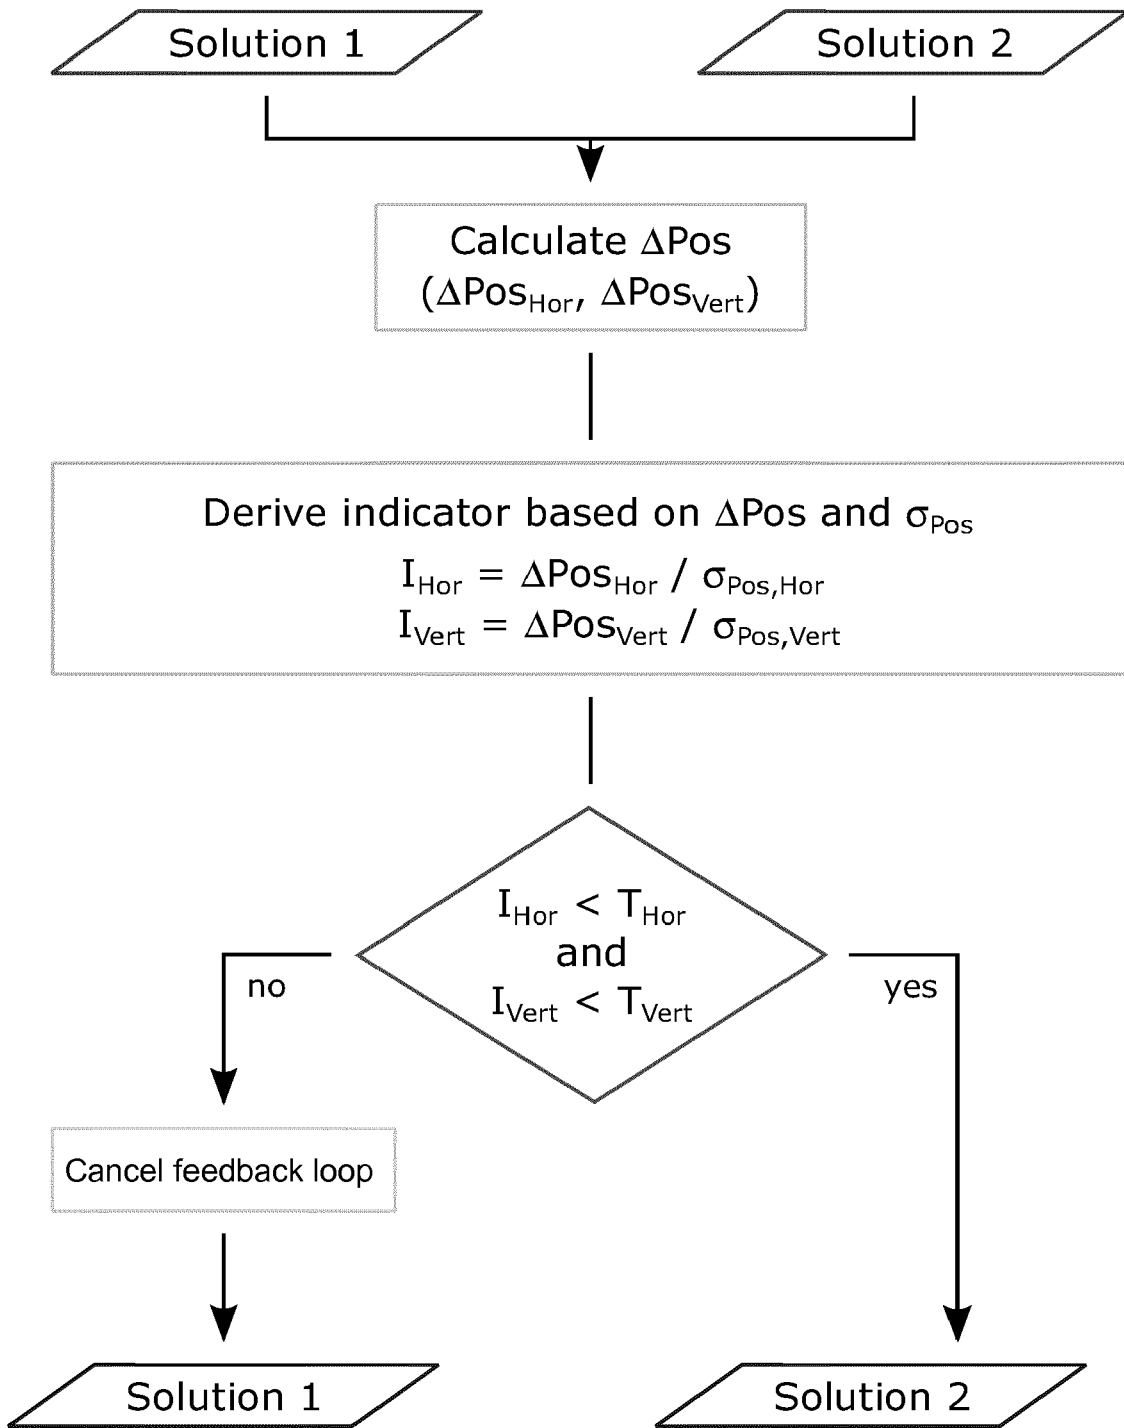 Solution 1
Solution 2
Calculate ΔPos
(ΔPosHor, ΔPosVert)
Derive indicator based on ΔPos and σPos
IHor = ΔPosHor / σPos,Hor
IVert = ΔPosVert / σPos,Vert
IHor < THor
and
IVert < TVert
no
yes
Cancel feedback loop
Solution 1
Solution 2